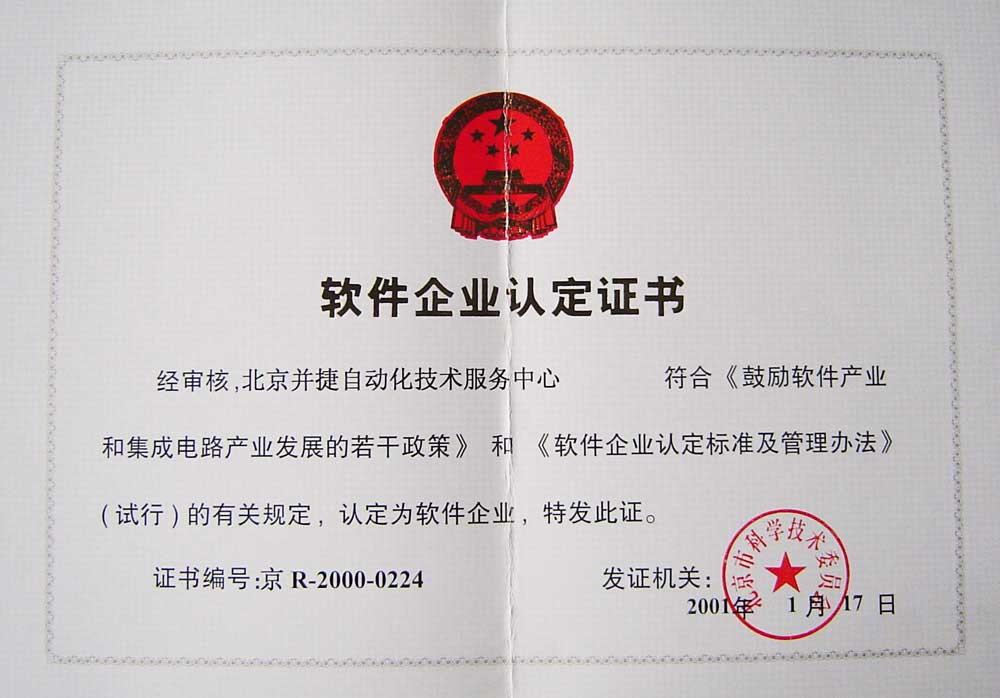 软件企业认定证书
经审核,北京并捷自动化技术服务中心 符合《鼓励软件产业
和集成电路产业发展的若干政策》 和 《软件企业认定标准及管理办法》
(试行)的有关规定，认定为软件企业，特发此证。
证书编号:京 R-2000-0224 发证机关:
北京市科学技术委员会
2001年 1 月 17 日